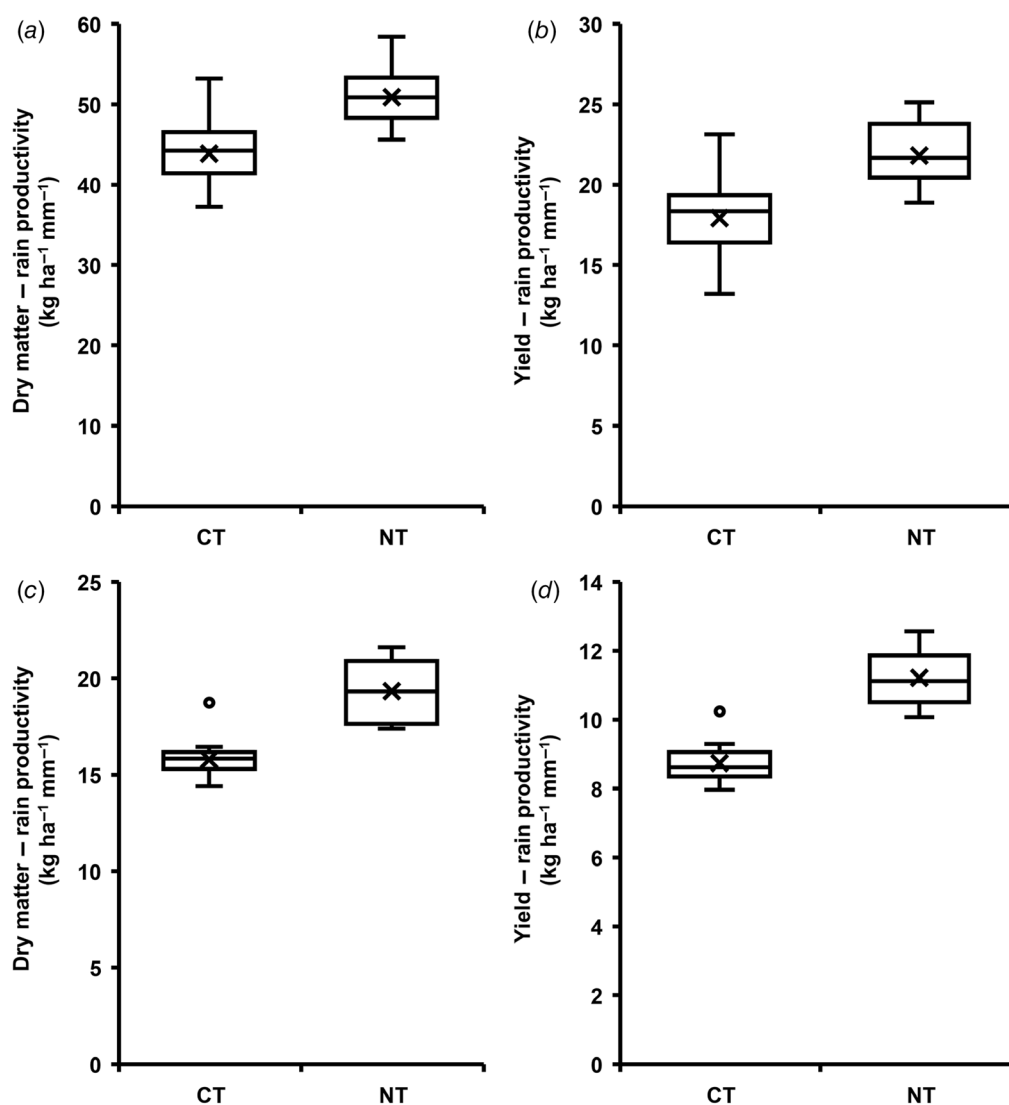 (a)
Dry matter – rain productivity
(kg ha⁻¹ mm⁻¹)
60
50
40
30
20
10
0
CT
NT
(b)
Yield – rain productivity
(kg ha⁻¹ mm⁻¹)
30
25
20
15
10
5
0
CT
NT
(c)
Dry matter – rain productivity
(kg ha⁻¹ mm⁻¹)
25
20
15
10
5
0
CT
NT
(d)
Yield – rain productivity
(kg ha⁻¹ mm⁻¹)
14
12
10
8
6
4
2
0
CT
NT